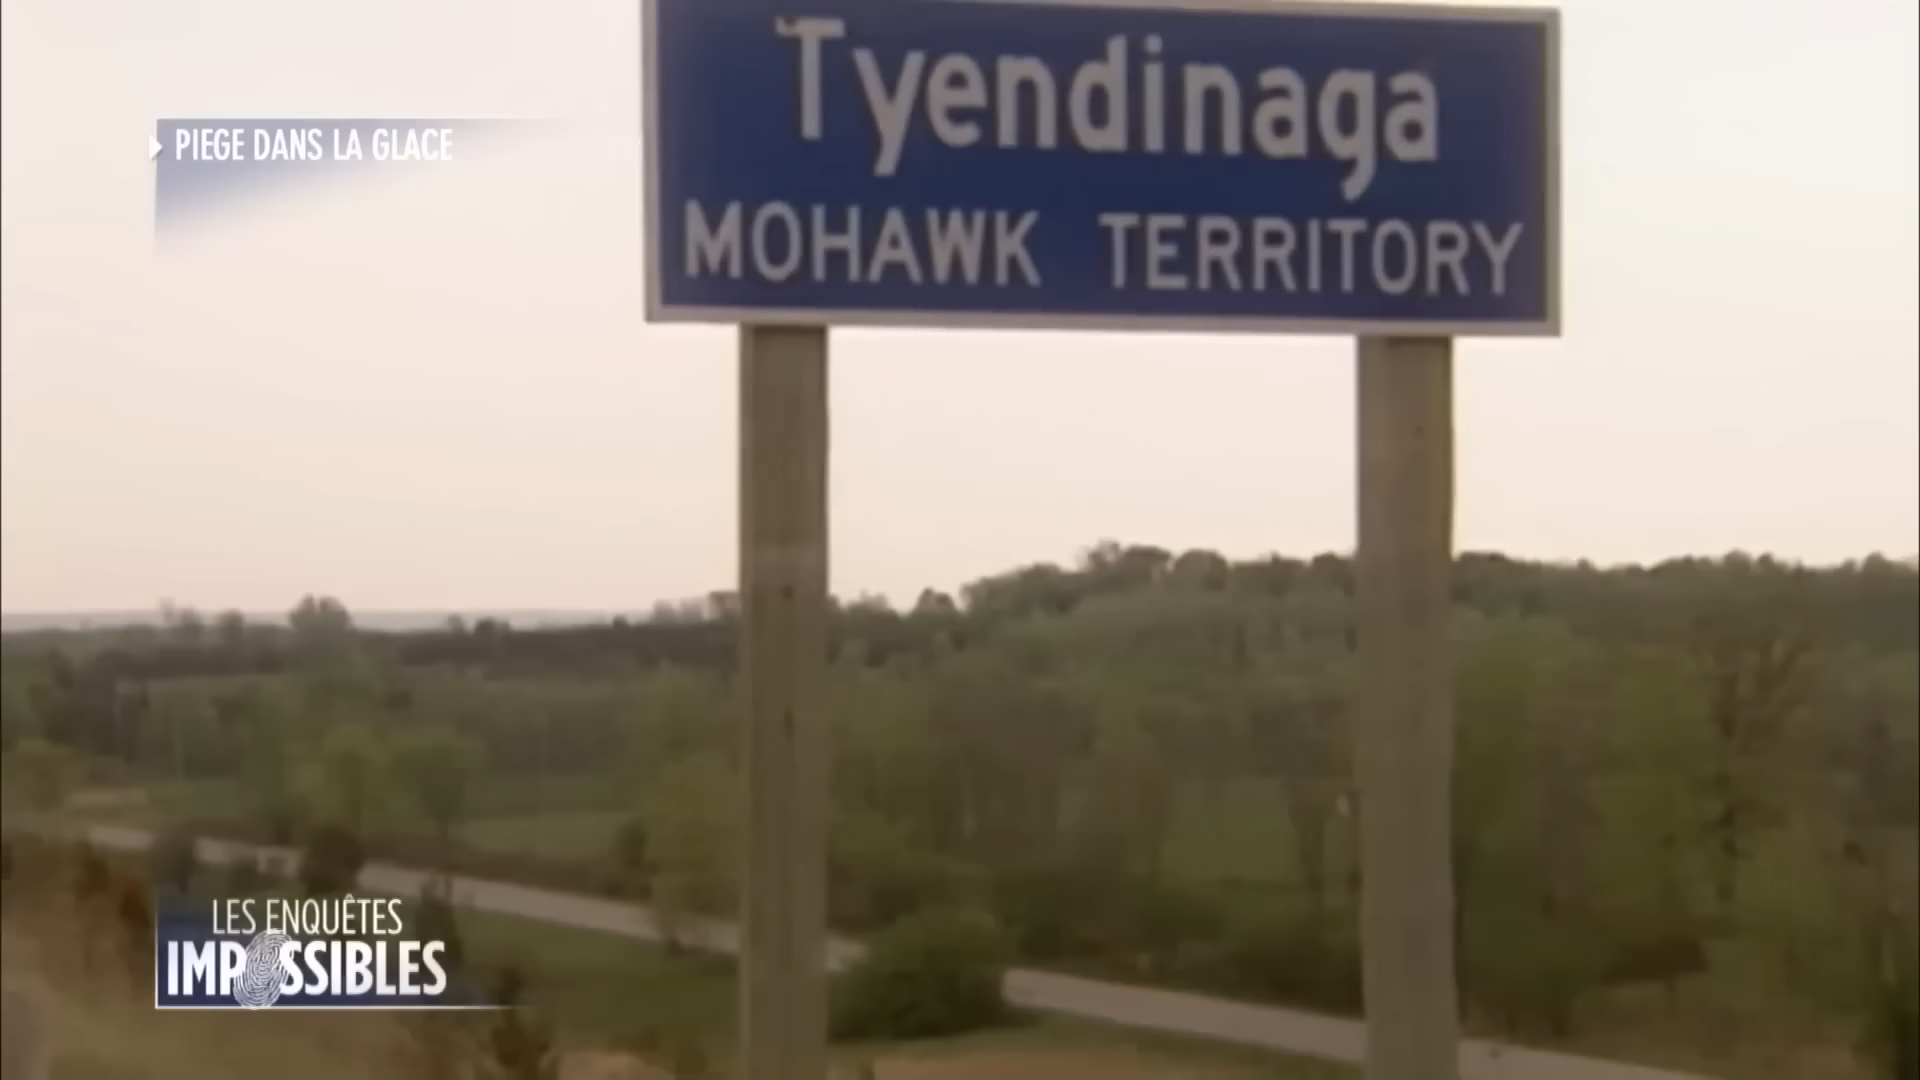 Tyendinaga
MOHAWK TERRITORY
PIEGE DANS LA GLACE
LES ENQUÊTES
IMPOSSIBLES